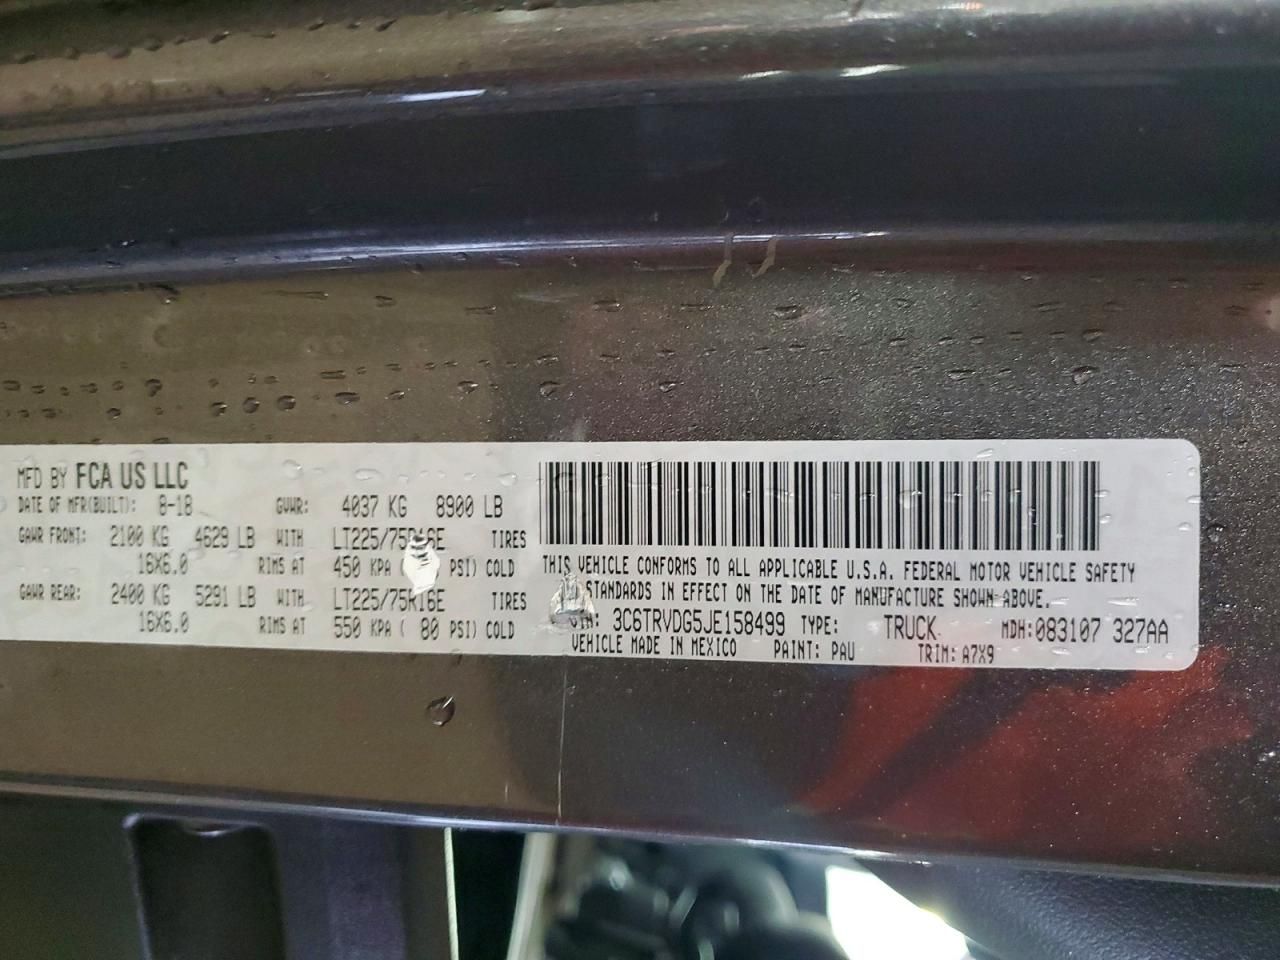 MFD BY FCA US LLC
DATE OF MFR(BUILT): 8-18 GVWR: 4037 KG 8900 LB
GAWR FRONT: 2100 KG 4629 LB WITH LT225/75R16E TIRES
16X6.0 RIMS AT 450 KPA PSI) COLD
GAWR REAR: 2400 KG 5291 LB WITH LT225/75R16E TIRES
16X6.0 RIMS AT 550 KPA ( 80 PSI) COLD
THIS VEHICLE CONFORMS TO ALL APPLICABLE U.S.A. FEDERAL MOTOR VEHICLE SAFETY
STANDARDS IN EFFECT ON THE DATE OF MANUFACTURE SHOWN ABOVE.
VIN: 3C6TRVDG5JE158499 TYPE: TRUCK MDH:083107 327AA
VEHICLE MADE IN MEXICO PAINT: PAU TRIM: A7X9